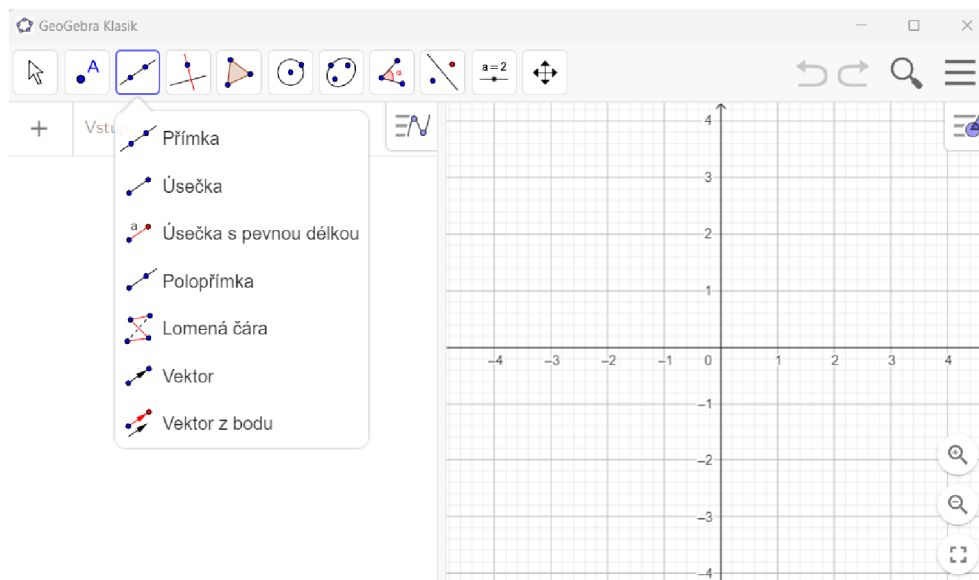 GeoGebra Klasik
A
α
a=2
Přímka
Úsečka
a
Úsečka s pevnou délkou
Polopřímka
Lomená čára
Vektor
Vektor z bodu
4
3
2
1
−4 −3 −2 −1 0 1 2 3 4
−1
−2
−3
−4